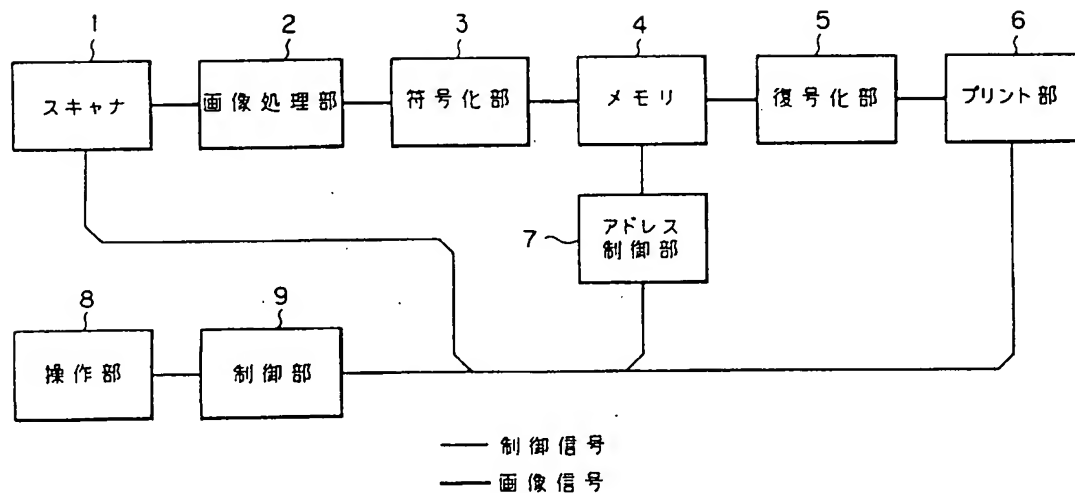 1
2
3
4
5
6
スキャナ
画像処理部
符号化部
メモリ
復号化部
プリント部
7
アドレス
制御部
8
9
操作部
制御部
制御信号
画像信号